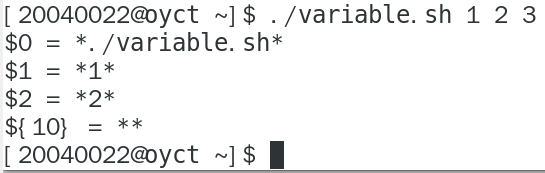 [20040022@oyct ~]$ ./variable.sh 1 2 3
$0 = *./variable.sh*
$1 = *1*
$2 = *2*
${10} = **
[20040022@oyct ~]$